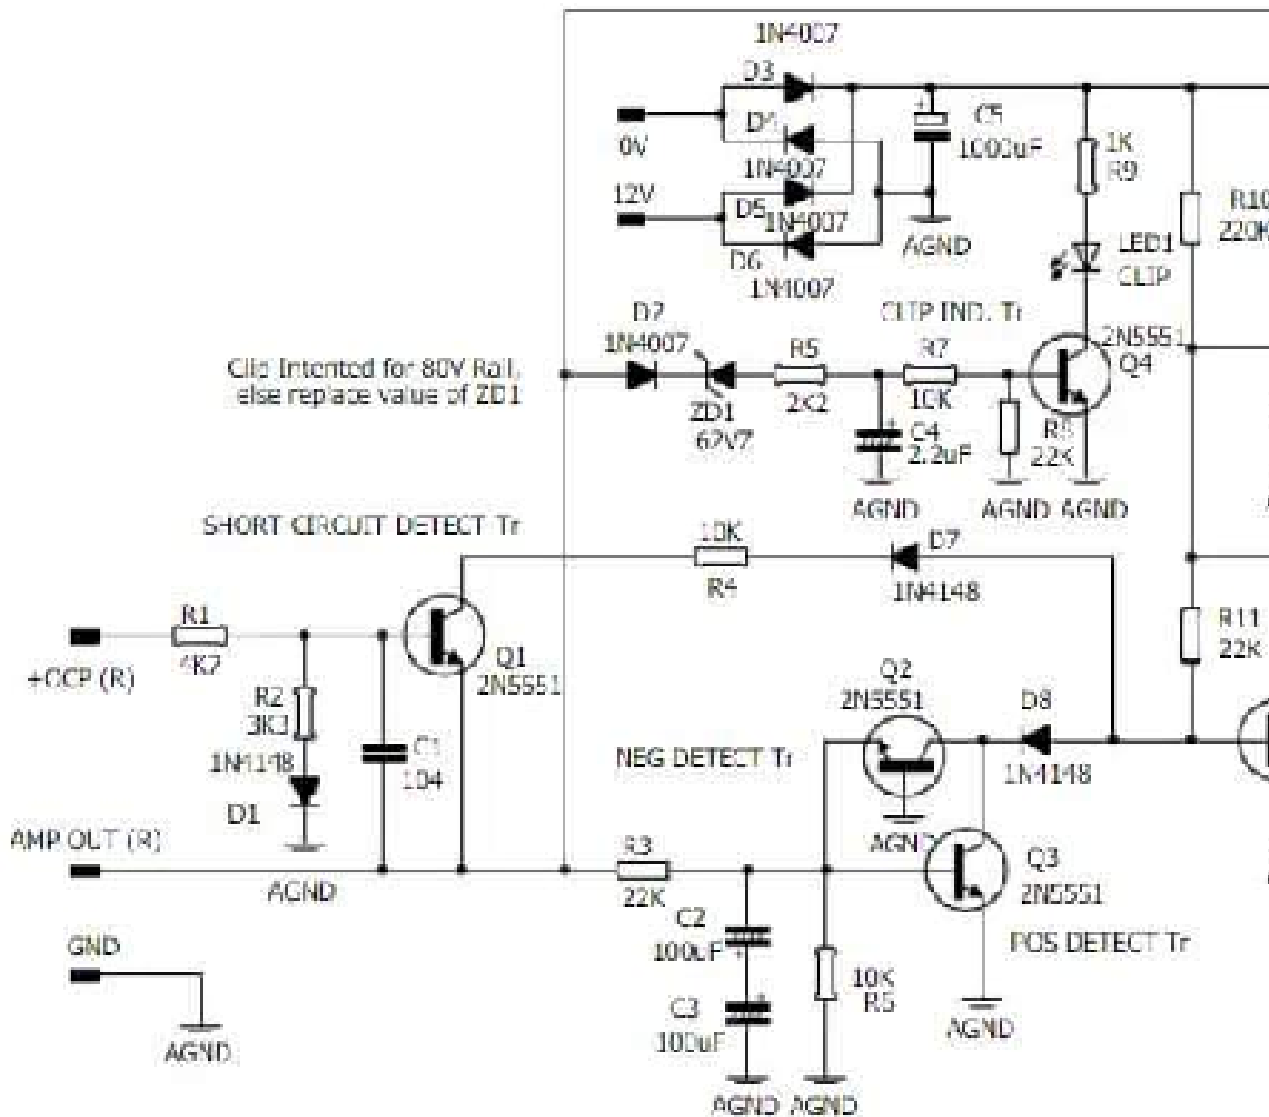 1N4007
D3
0V
D4
1N4007
C5
1000uF
1K
R9
12V
D5
1N4007
D6
1N4007
AGND
R10
220K
LED1
CLIP
D2
1N4007
CLIP IND. Tr
2N5551
Q4
Clip Intented for 80V Rail,
else replace value of ZD1
ZD1
62V?
R5
2K2
R7
10K
C4
2.2uF
R8
22K
AGND
AGND AGND
SHORT CIRCUIT DETECT Tr
10K
R4
D7
1N4148
R1
4K7
+OCP (R)
Q1
2N5551
R2
3K3
1N4148
D1
C1
104
R11
22K
Q2
2N5551
D8
1N4148
NEG DETECT Tr
AGND
AMP OUT (R)
AGND
R3
22K
Q3
2N5551
POS DETECT Tr
GND
AGND
C2
100uF
C3
100uF
10K
R6
AGND
AGND AGND